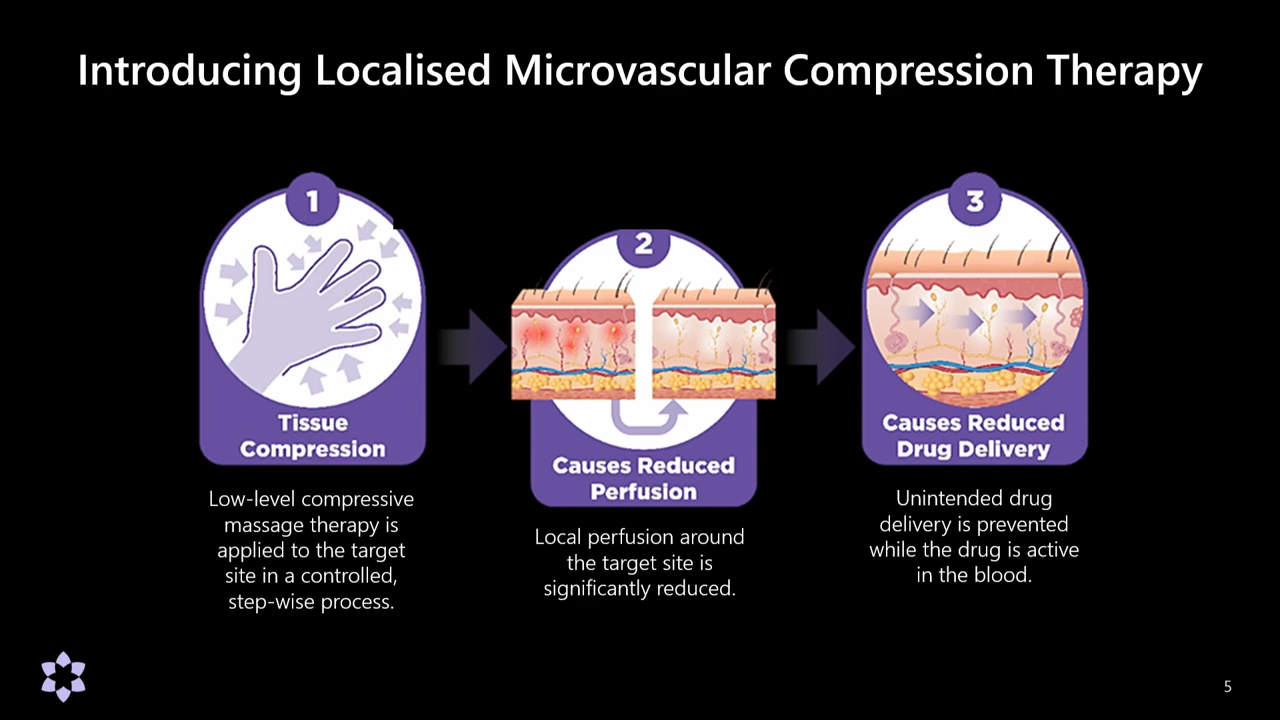 Introducing Localised Microvascular Compression Therapy
1
Tissue
Compression
Low-level compressive
massage therapy is
applied to the target
site in a controlled,
step-wise process.
2
Causes Reduced
Perfusion
Local perfusion around
the target site is
significantly reduced.
3
Causes Reduced
Drug Delivery
Unintended drug
delivery is prevented
while the drug is active
in the blood.
5